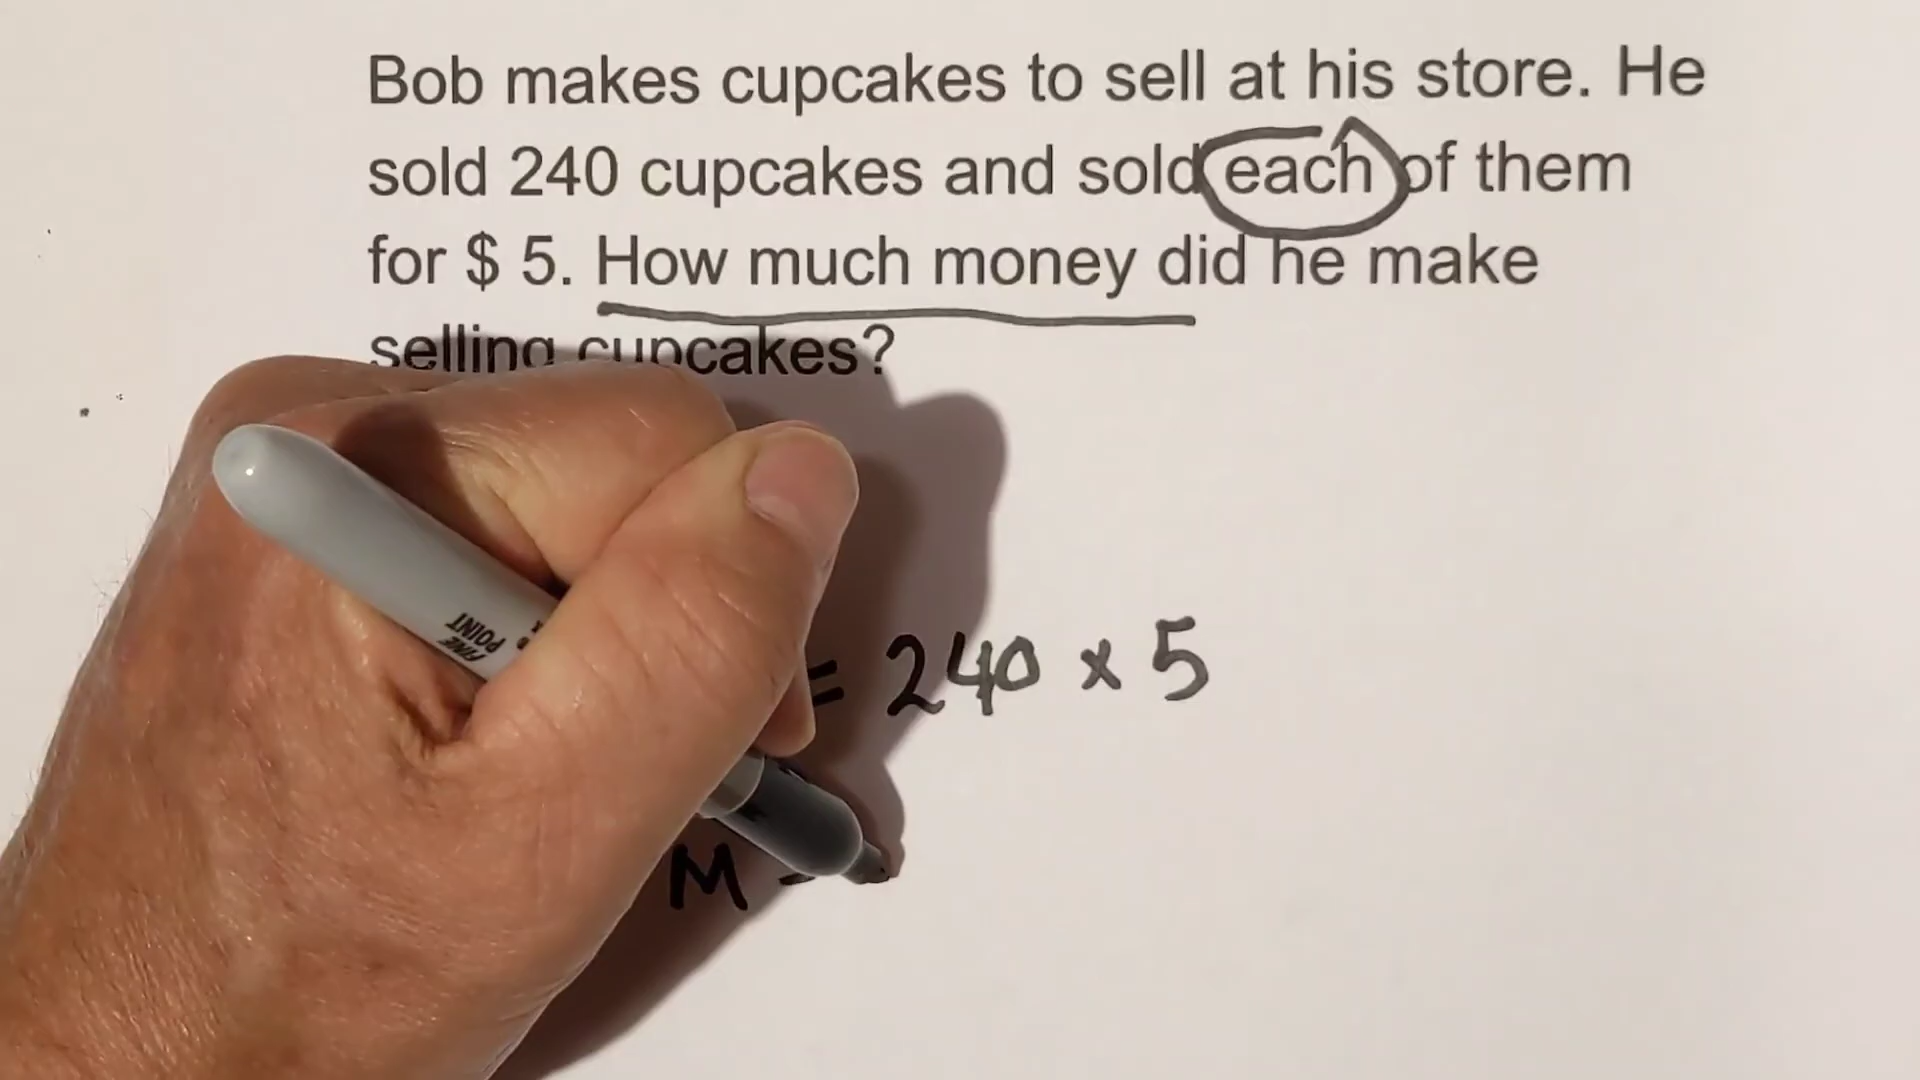 Bob makes cupcakes to sell at his store. He
sold 240 cupcakes and sold each of them
for $ 5. How much money did he make
selling cupcakes?
= 240 x 5
M =
FINE
POINT